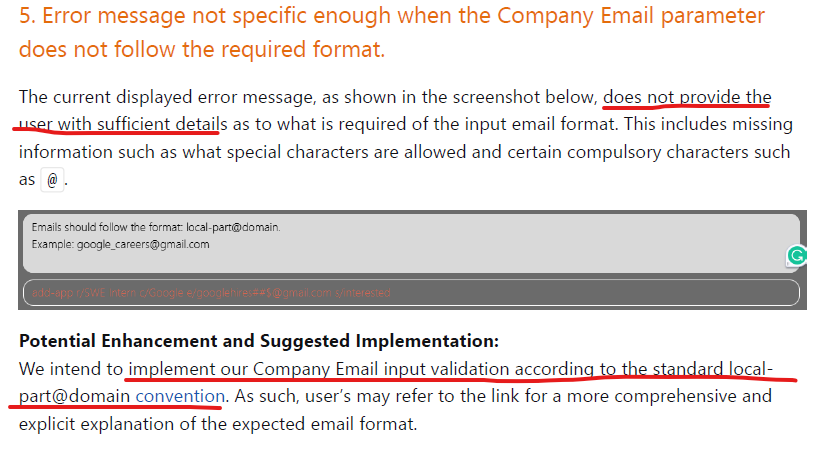 5. Error message not specific enough when the Company Email parameter
does not follow the required format.
The current displayed error message, as shown in the screenshot below, does not provide the
user with sufficient details as to what is required of the input email format. This includes missing
information such as what special characters are allowed and certain compulsory characters such
as @.
Emails should follow the format: local-part@domain.
Example: google_careers@gmail.com
add-app r/SWE Intern c/Google e/googlehires##$@gmail.com s/interested
Potential Enhancement and Suggested Implementation:
We intend to implement our Company Email input validation according to the standard local-
part@domain convention. As such, user's may refer to the link for a more comprehensive and
explicit explanation of the expected email format.